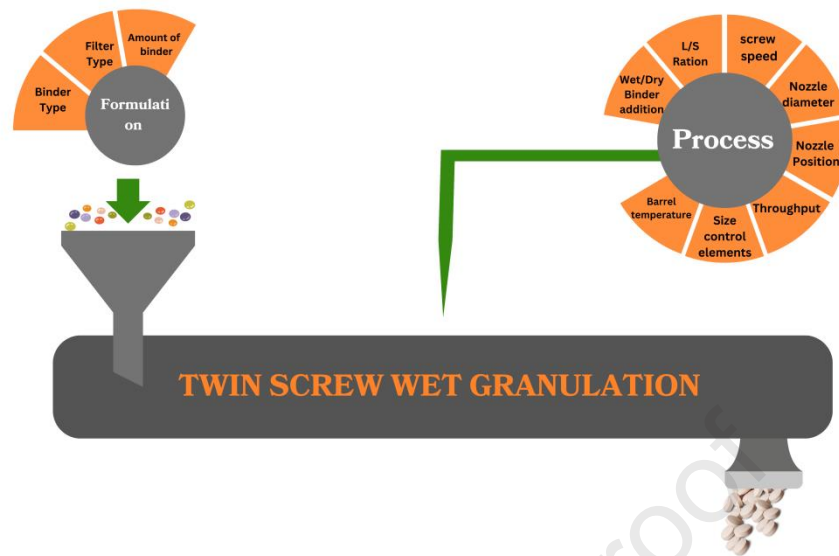 Amount of
binder
Filter
Type
Binder
Type
Formulati
on
screw
speed
L/S
Ration
Wet/Dry
Binder
addition
Nozzle
diameter
Process
Nozzle
Position
Barrel
temperature
Throughput
Size
control
elements
TWIN SCREW WET GRANULATION
roof